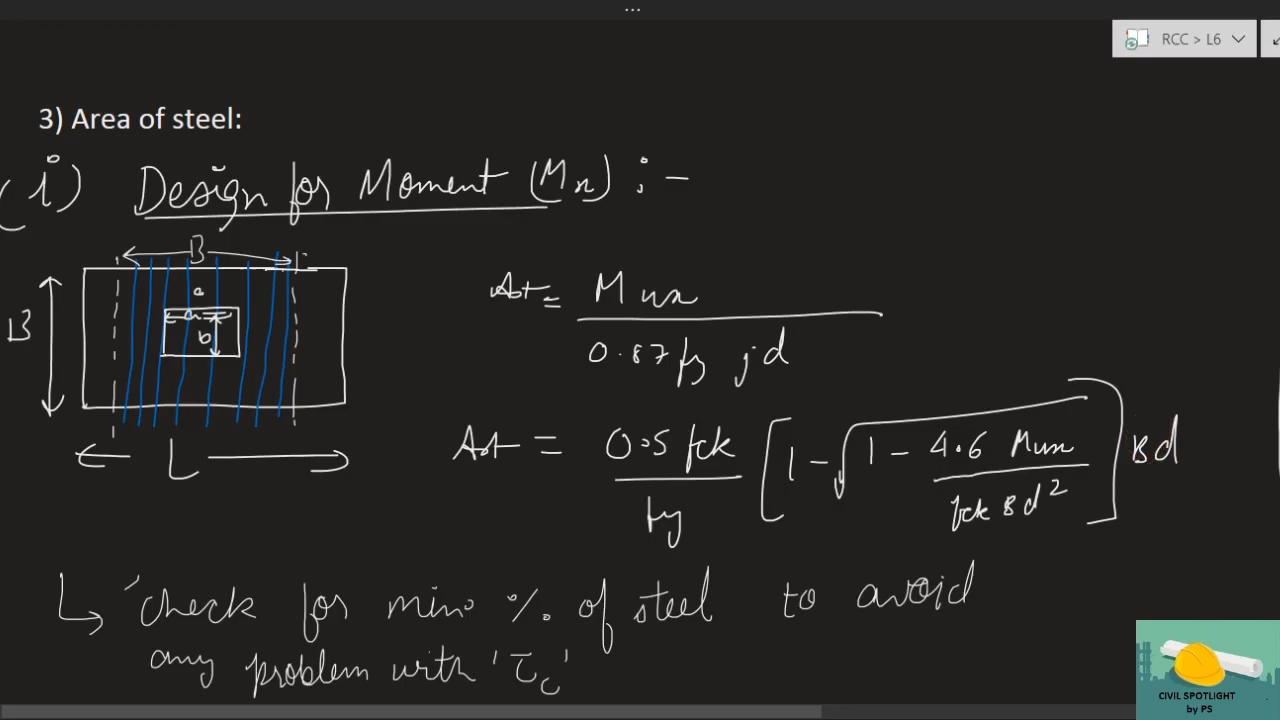 ...
RCC > L6
3) Area of steel:
(i) Design for Moment (Mx) :-
B
a
a
b
B
L
Ast = Mux / 0.87 fy jd
Ast = 0.5 fck / fy [1 - √(1 - 4.6 Mux / fck Bd²)] Bd
↳ check for min. % of steel to avoid
any problem with 'τc'
CIVIL SPOTLIGHT
by PS